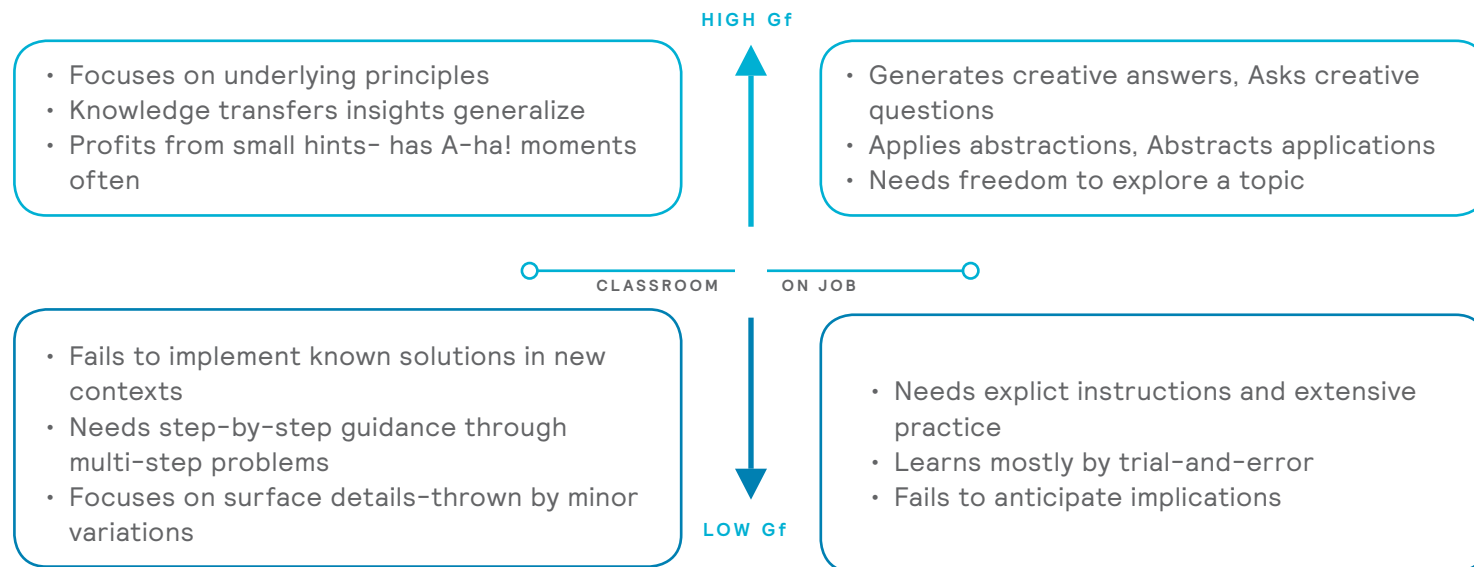 HIGH Gf
• Focuses on underlying principles
• Knowledge transfers insights generalize
• Profits from small hints- has A-ha! moments
often
• Generates creative answers, Asks creative
questions
• Applies abstractions, Abstracts applications
• Needs freedom to explore a topic
CLASSROOM
ON JOB
• Fails to implement known solutions in new
contexts
• Needs step-by-step guidance through
multi-step problems
• Focuses on surface details-thrown by minor
variations
• Needs explict instructions and extensive
practice
• Learns mostly by trial-and-error
• Fails to anticipate implications
LOW Gf